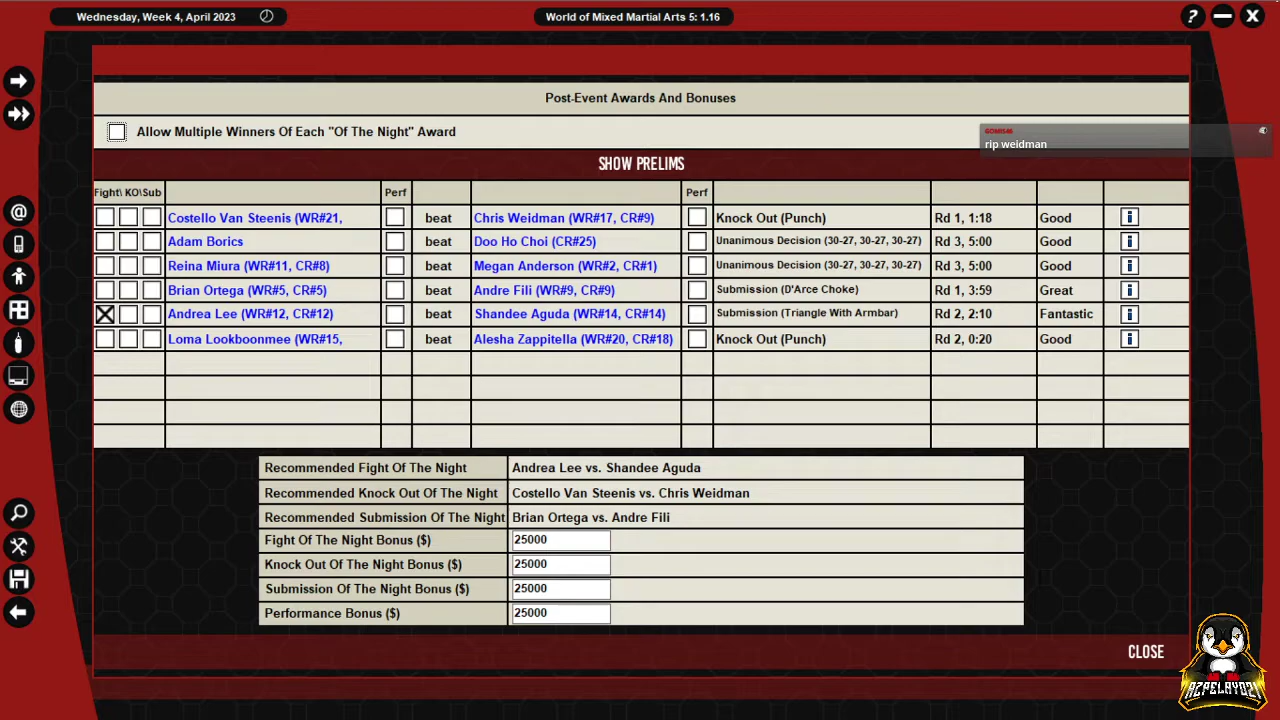 Wednesday, Week 4, April 2023
World of Mixed Martial Arts 5: 1.16
?
X
Post-Event Awards And Bonuses
Allow Multiple Winners Of Each "Of The Night" Award
GOMI546
rip weidman
SHOW PRELIMS
Fight\ KO\Sub Perf Perf
Costello Van Steenis (WR#21, beat Chris Weidman (WR#17, CR#9) Knock Out (Punch) Rd 1, 1:18 Good i
Adam Borics beat Doo Ho Choi (CR#25) Unanimous Decision (30-27, 30-27, 30-27) Rd 3, 5:00 Good i
Reina Miura (WR#11, CR#8) beat Megan Anderson (WR#2, CR#1) Unanimous Decision (30-27, 30-27, 30-27) Rd 3, 5:00 Good i
Brian Ortega (WR#5, CR#5) beat Andre Fili (WR#9, CR#9) Submission (D'Arce Choke) Rd 1, 3:59 Great i
Andrea Lee (WR#12, CR#12) beat Shandee Aguda (WR#14, CR#14) Submission (Triangle With Armbar) Rd 2, 2:10 Fantastic i
Loma Lookboonmee (WR#15, beat Alesha Zappitella (WR#20, CR#18) Knock Out (Punch) Rd 2, 0:20 Good i
Recommended Fight Of The Night Andrea Lee vs. Shandee Aguda
Recommended Knock Out Of The Night Costello Van Steenis vs. Chris Weidman
Recommended Submission Of The Night Brian Ortega vs. Andre Fili
Fight Of The Night Bonus ($) 25000
Knock Out Of The Night Bonus ($) 25000
Submission Of The Night Bonus ($) 25000
Performance Bonus ($) 25000
CLOSE
AZPELAYO21